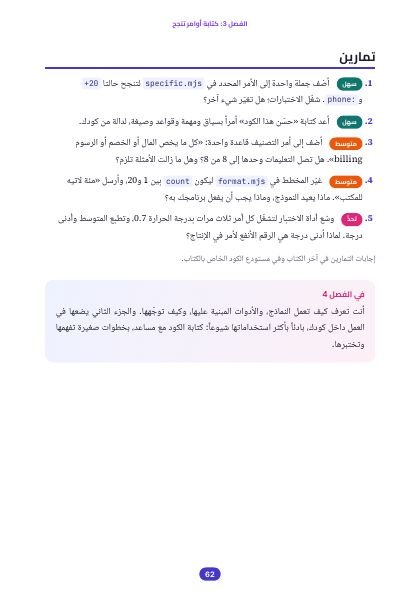 الفصل 3: كتابة أوامر تنجح
تمارين
1. سهل أضف جملة واحدة إلى الأمر المحدد في specific.mjs لتنجح حالتا 20+
و phone:. شغّل الاختبارات؛ هل تغيّر شيء آخر؟
2. سهل أعد كتابة «حسّن هذا الكود» أمراً بسياق ومهمة وقواعد وصيغة، لدالة من كودك.
3. متوسط أضف إلى أمر التصنيف قاعدة واحدة: «كل ما يخص المال أو الخصم أو الرسوم
billing». هل تصل التعليمات وحدها إلى 8 من 8؟ وهل ما زالت الأمثلة تلزم؟
4. متوسط غيّر المخطط في format.mjs ليكون count بين 1 و20، وأرسل «مئة لاتيه
للمكتب». ماذا يعيد النموذج، وماذا يجب أن يفعل برنامجك به؟
5. تحدٍّ وسّع أداة الاختبار لتشغّل كل أمر ثلاث مرات بدرجة الحرارة 0.7، وتطبع المتوسط وأدنى
درجة. لماذا أدنى درجة هي الرقم الأنفع لأمر في الإنتاج؟
إجابات التمارين في آخر الكتاب وفي مستودع الكود الخاص بالكتاب.
في الفصل 4
أنت تعرف كيف تعمل النماذج، والأدوات المبنية عليها، وكيف توجّهها. والجزء الثاني يضعها في
العمل داخل كودك، بادئاً بأكثر استخداماتها شيوعاً: كتابة الكود مع مساعد، بخطوات صغيرة تفهمها
وتختبرها.
62